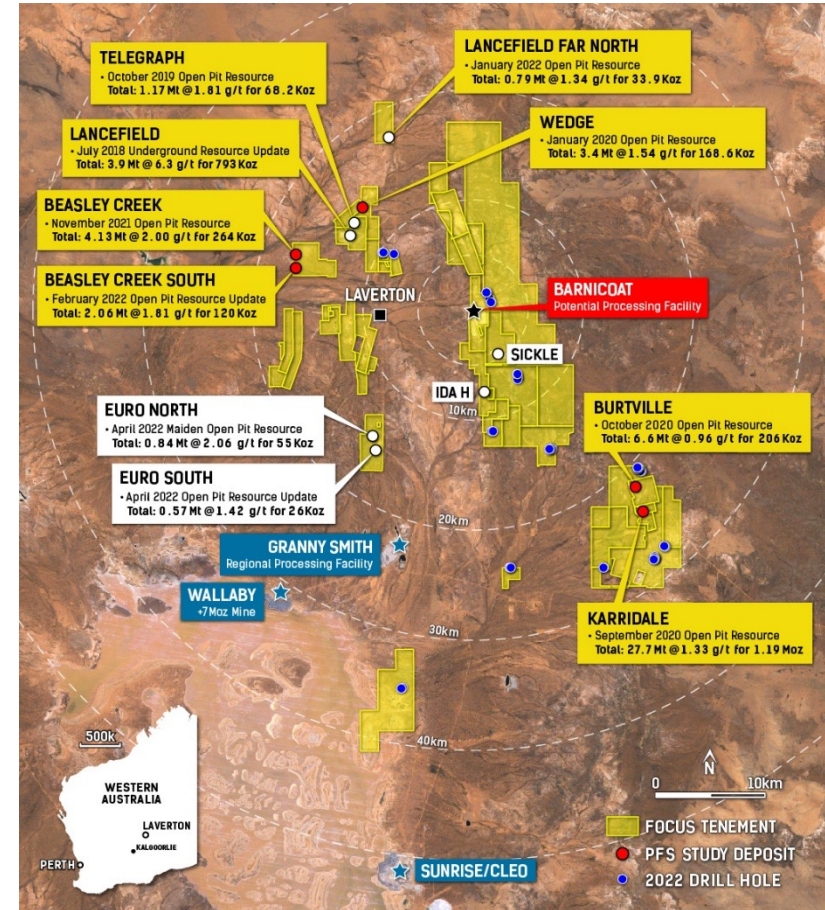 TELEGRAPH
• October 2019 Open Pit Resource
Total: 1.17 Mt @ 1.81 g/t for 68.2 Koz
LANCEFIELD FAR NORTH
• January 2022 Open Pit Resource
Total: 0.79 Mt @ 1.34 g/t for 33.9 Koz
LANCEFIELD
• July 2018 Underground Resource Update
Total: 3.9 Mt @ 6.3 g/t for 793 Koz
WEDGE
• January 2020 Open Pit Resource
Total: 3.4 Mt @ 1.54 g/t for 168.6 Koz
BEASLEY CREEK
• November 2021 Open Pit Resource
Total: 4.13 Mt @ 2.00 g/t for 264 Koz
BEASLEY CREEK SOUTH
• February 2022 Open Pit Resource Update
Total: 2.06 Mt @ 1.81 g/t for 120 Koz
LAVERTON
BARNICOAT
Potential Processing Facility
SICKLE
IDA H
10km
EURO NORTH
• April 2022 Maiden Open Pit Resource
Total: 0.84 Mt @ 2.06 g/t for 55 Koz
BURTVILLE
• October 2020 Open Pit Resource
Total: 6.6 Mt @ 0.96 g/t for 206 Koz
EURO SOUTH
• April 2022 Open Pit Resource Update
Total: 0.57 Mt @ 1.42 g/t for 26 Koz
20km
GRANNY SMITH
Regional Processing Facility
WALLABY
+7Moz Mine
30km
KARRIDALE
• September 2020 Open Pit Resource
Total: 27.7 Mt @ 1.33 g/t for 1.19 Moz
40km
500k
WESTERN
AUSTRALIA
LAVERTON
KALGOORLIE
PERTH
N
0 10km
FOCUS TENEMENT
PFS STUDY DEPOSIT
2022 DRILL HOLE
SUNRISE/CLEO